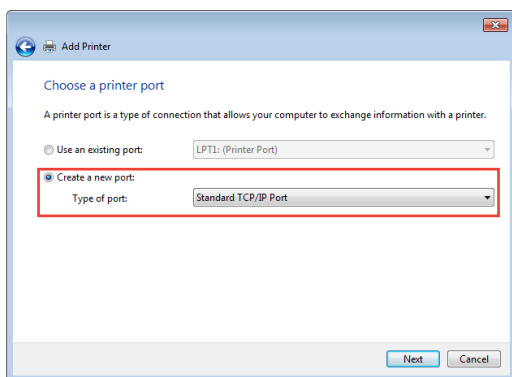 Add Printer
Choose a printer port
A printer port is a type of connection that allows your computer to exchange information with a printer.
Use an existing port: LPT1: (Printer Port)
Create a new port:
Type of port: Standard TCP/IP Port
Next Cancel